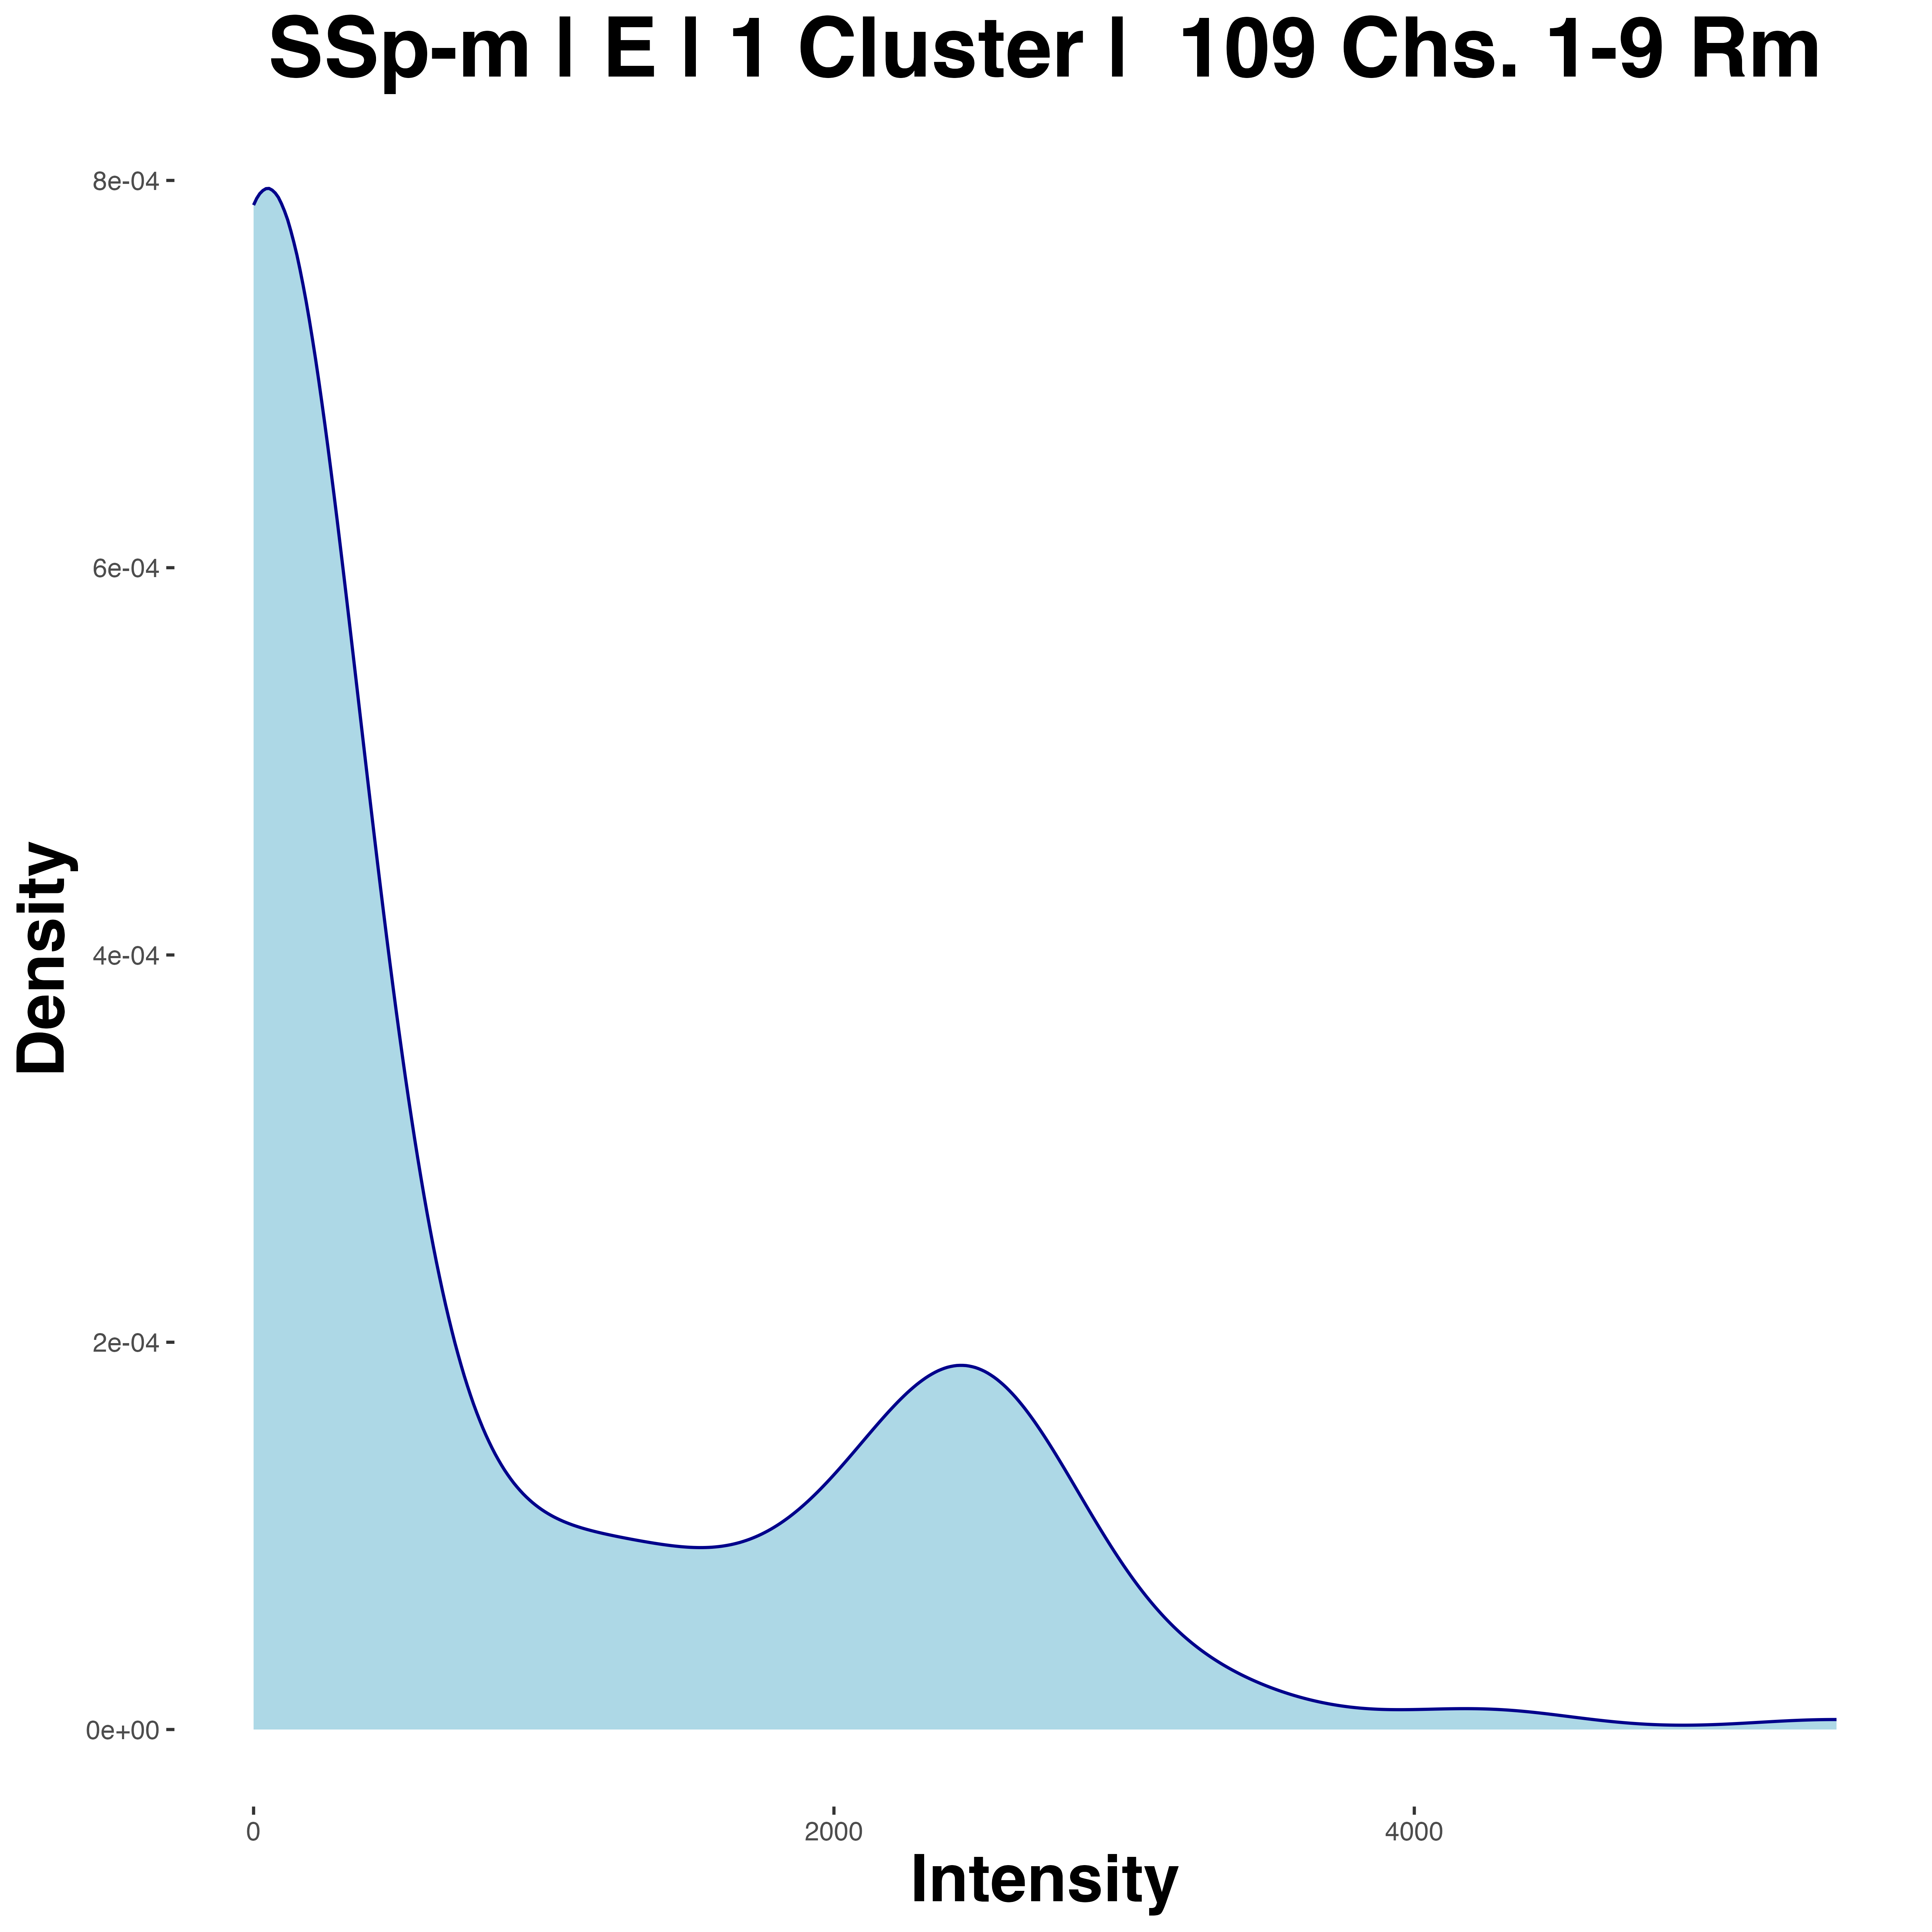 SSp-m | E | 1 Cluster |  109 Chs. 1-9 Rm
8e-04
6e-04
4e-04
2e-04
0e+00
Density
0
2000
4000
Intensity